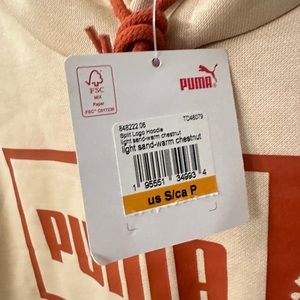 FSC
MIX
Paper
FSC® C017238
PUMA
848222 06
TD48079
Split Logo Hoodie
light sand-warm chestnut
light sand-warm chestnut
1 95551 34993 4
us S/ca P
PUMA